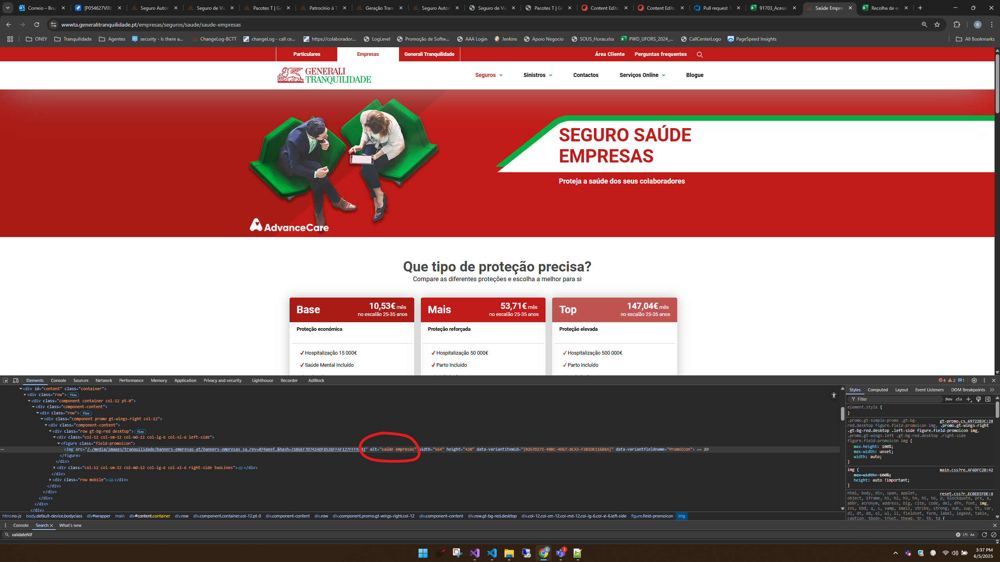 Correio – Brun
[P054627V00-
Seguro Auton
Seguro de Via
Pacotes T | Ge
Patrocínio à Ta
Geração Tranq
Seguro Auton
Seguro de Via
Pacotes T | Ge
Content Edito
Content Edito
Pull request 1
91703_Acessi
Saúde Empres
Recolha de ev
wwwta.generalitranquilidade.pt/empresas/seguros/saude/saude-empresas
B
ONEY
Tranquilidade
Agentes
security - Is there a...
ChangeLog-BCTT
changeLog - call ce...
https://colaborador...
LogLevel
Promoção de Softw...
AAA Login
Jenkins
Apoio Negocio
SOUS_Horas.xlsx
PWD_UFORS_2024_...
CallCenterLogo
PageSpeed Insights
All Bookmarks
Particulares
Empresas
Generali Tranquilidade
Área Cliente
Perguntas frequentes
GENERALI
TRANQUILIDADE
Seguros
Sinistros
Contactos
Serviços Online
Blogue
SEGURO SAÚDE
EMPRESAS
Proteja a saúde dos seus colaboradores
AdvanceCare
Que tipo de proteção precisa?
Compare as diferentes proteções e escolha a melhor para si
Base
10,53€ mês
no escalão 25-35 anos
Proteção económica
Hospitalização 15 000€
Saúde Mental Incluído
Mais
53,71€ mês
no escalão 25-35 anos
Proteção reforçada
Hospitalização 50 000€
Parto Incluído
Top
147,04€ mês
no escalão 25-35 anos
Proteção elevada
Hospitalização 500 000€
Parto Incluído
Elements
Console
Sources
Network
Performance
Memory
Application
Privacy and security
Lighthouse
Recorder
AdBlock
4
2
1
<div id="content" class="container">
<div class="row"> flex
<div class="component container col-12 pt-0">
<div class="component-content">
<div class="row"> flex
<div class="component promo gt-wings-right col-12">
<div class="component-content">
<div class="row gt-bg-red desktop"> flex
<div class="col-12 col-sm-12 col-md-12 col-lg-6 col-xl-6 left-side">
<figure class="field-promoicon">
<img src="/-/media/images/tranquilidade/banners-empresas-gt/banners-empresas_sa…rev=074aeef…&hash=31B6EF7D742ADF8538FFAF127FFF9 B3" alt="saúde empresas" width="564" height="420" data-variantitemid="{0267D272-40BC-4D67-BCA3-F3B1DE11688A}" data-variantfieldname="PromoIcon"> == $0
</figure>
</div>
<div class="col-12 col-sm-12 col-md-12 col-lg-6 col-xl-6 right-side twoLines">…</div>
</div>
<div class="row mobile">…</div>
</div>
</div>
</div>
</div>
</div>
html.no-js body.default-device.bodyclass div#wrapper main div#content.container div.row div.component.container.col-12.pt-0 div.component-content div.row div.component.promo.gt-wings-right.col-12 div.component-content div.row.gt-bg-red.desktop div.col-12.col-sm-12.col-md-12.col-lg-6.col-xl-6.left-side figure.field-promoicon img
Styles
Computed
Layout
Event Listeners
DOM Breakpoints
Filter
:hov .cls
element.style {
}
gt-promo.cs…69722B3C:28
.promo.gt-simple-promo .gt-bg-
red.desktop figure.field-promoicon img, .promo.gt-wings-right
.gt-bg-red.desktop .left-side figure.field-promoicon img,
.promo.gt-wings-left .gt-bg-red.desktop .right-side
figure.field-promoicon img {
max-height: 100%;
max-width: unset;
width: auto;
}
img {
main.css?re…AF6DFC2B:42
max-width: 100%;
height: auto !important;
}
html, body, div, span, applet,
reset.css?r…EC0ED3FDE:8
object, iframe, h1, h2, h3, h4, h5, h6, p, blockquote, pre, a,
abbr, acronym, address, big, cite, code, del, dfn, font, img,
ins, kbd, q, s, samp, small, strike, strong, sub, sup, tt, var,
dl, dt, dd, ol, ul, li, fieldset, form, label, legend, table,
caption, tbody, tfoot, thead, tr, th, td {
Console
Search
What's new
validateNif
(.*) Aa
3
3:37 PM
6/5/2025